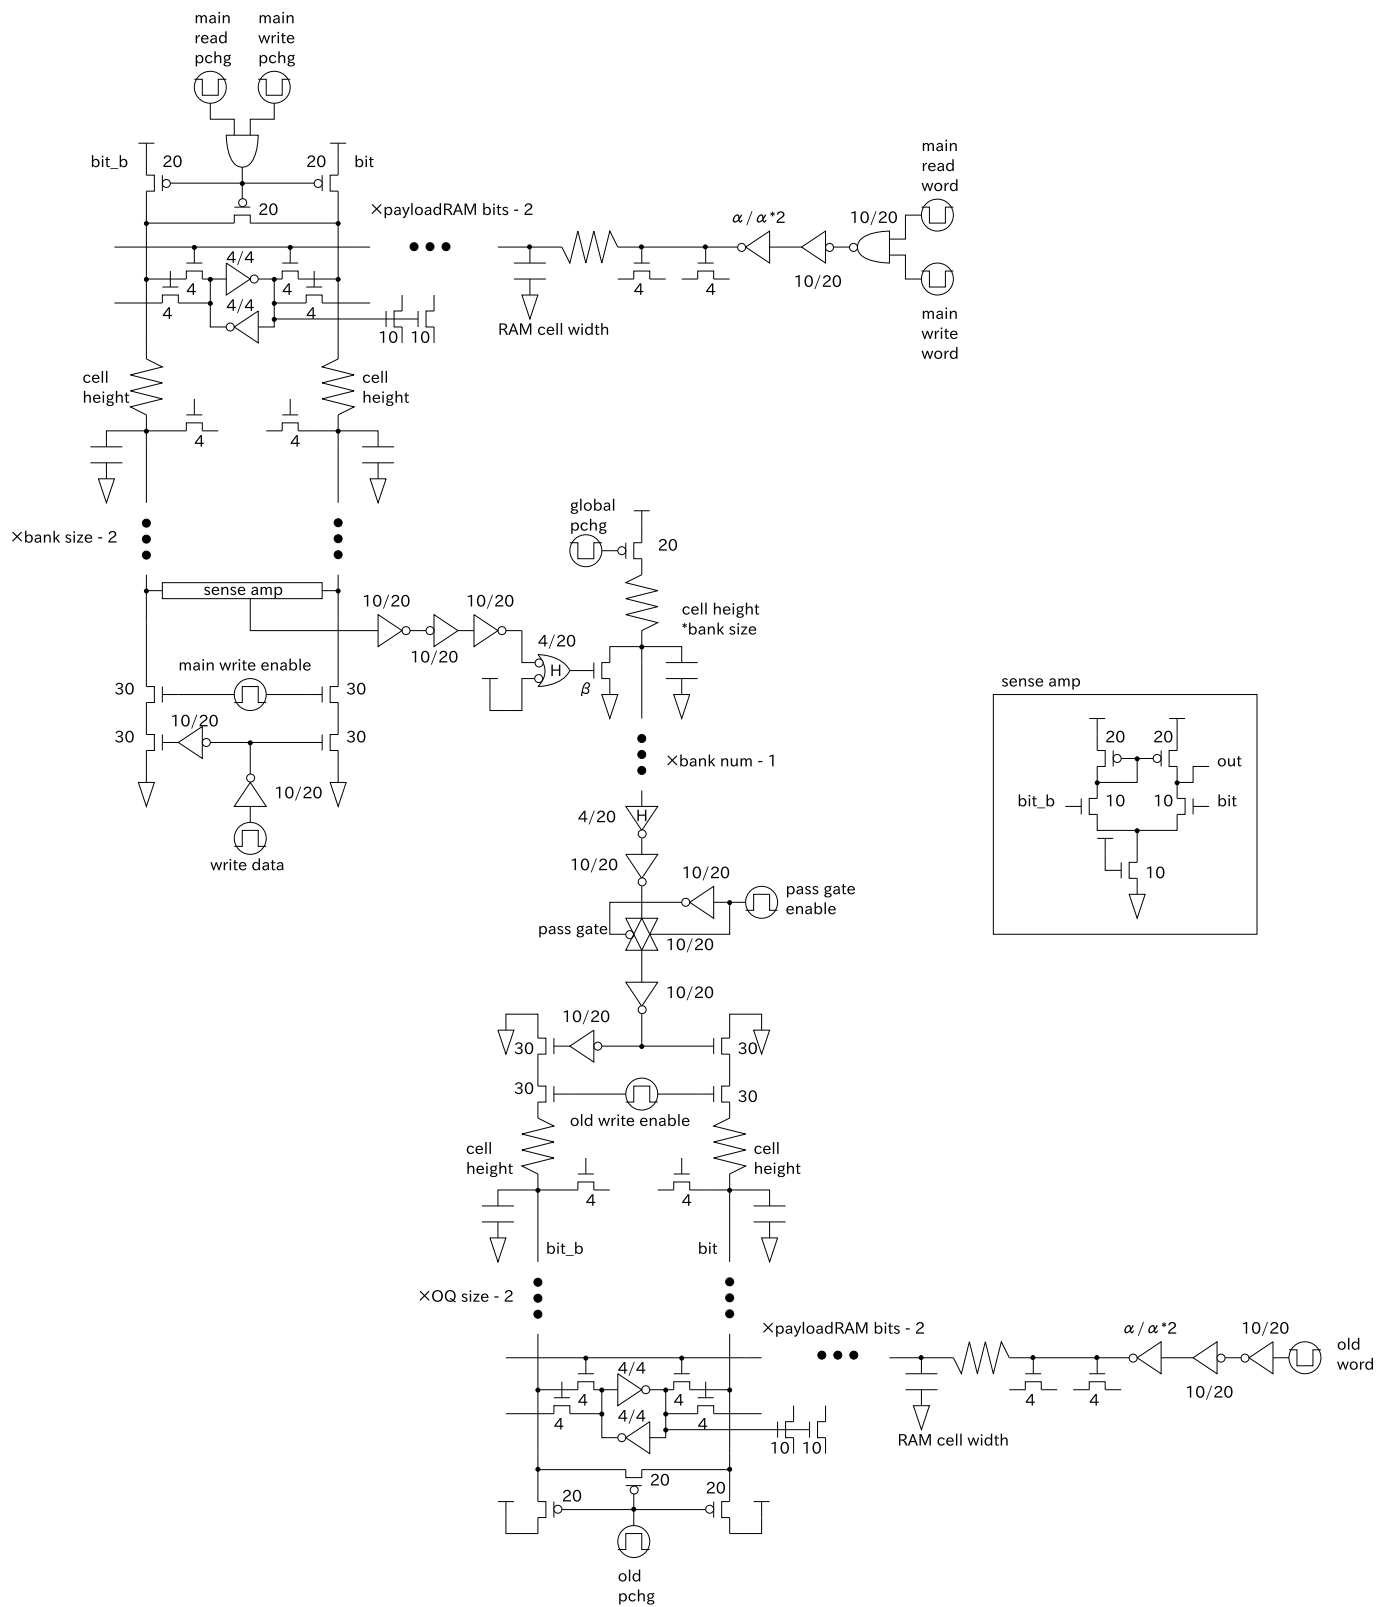 main
read
pchg
main
write
pchg
bit_b
20
20
bit
20
×payloadRAM bits - 2
4/4
4
4
4/4
4
4
10
10
RAM cell width
4
4
α/α*2
10/20
10/20
main
read
word
main
write
word
cell
height
cell
height
4
4
×bank size - 2
sense amp
10/20
10/20
10/20
global
pchg
20
cell height
*bank size
4/20
H
β
main write enable
30
30
30
30
10/20
10/20
write data
×bank num - 1
4/20
H
10/20
10/20
pass gate
enable
pass gate
10/20
10/20
10/20
30
30
30
30
old write enable
cell
height
cell
height
4
4
bit_b
bit
×OQ size - 2
×payloadRAM bits - 2
4/4
4
4
4/4
4
4
10
10
RAM cell width
4
4
α/α*2
10/20
10/20
old
word
20
20
20
old
pchg
sense amp
20
20
out
bit_b
10
10
bit
10